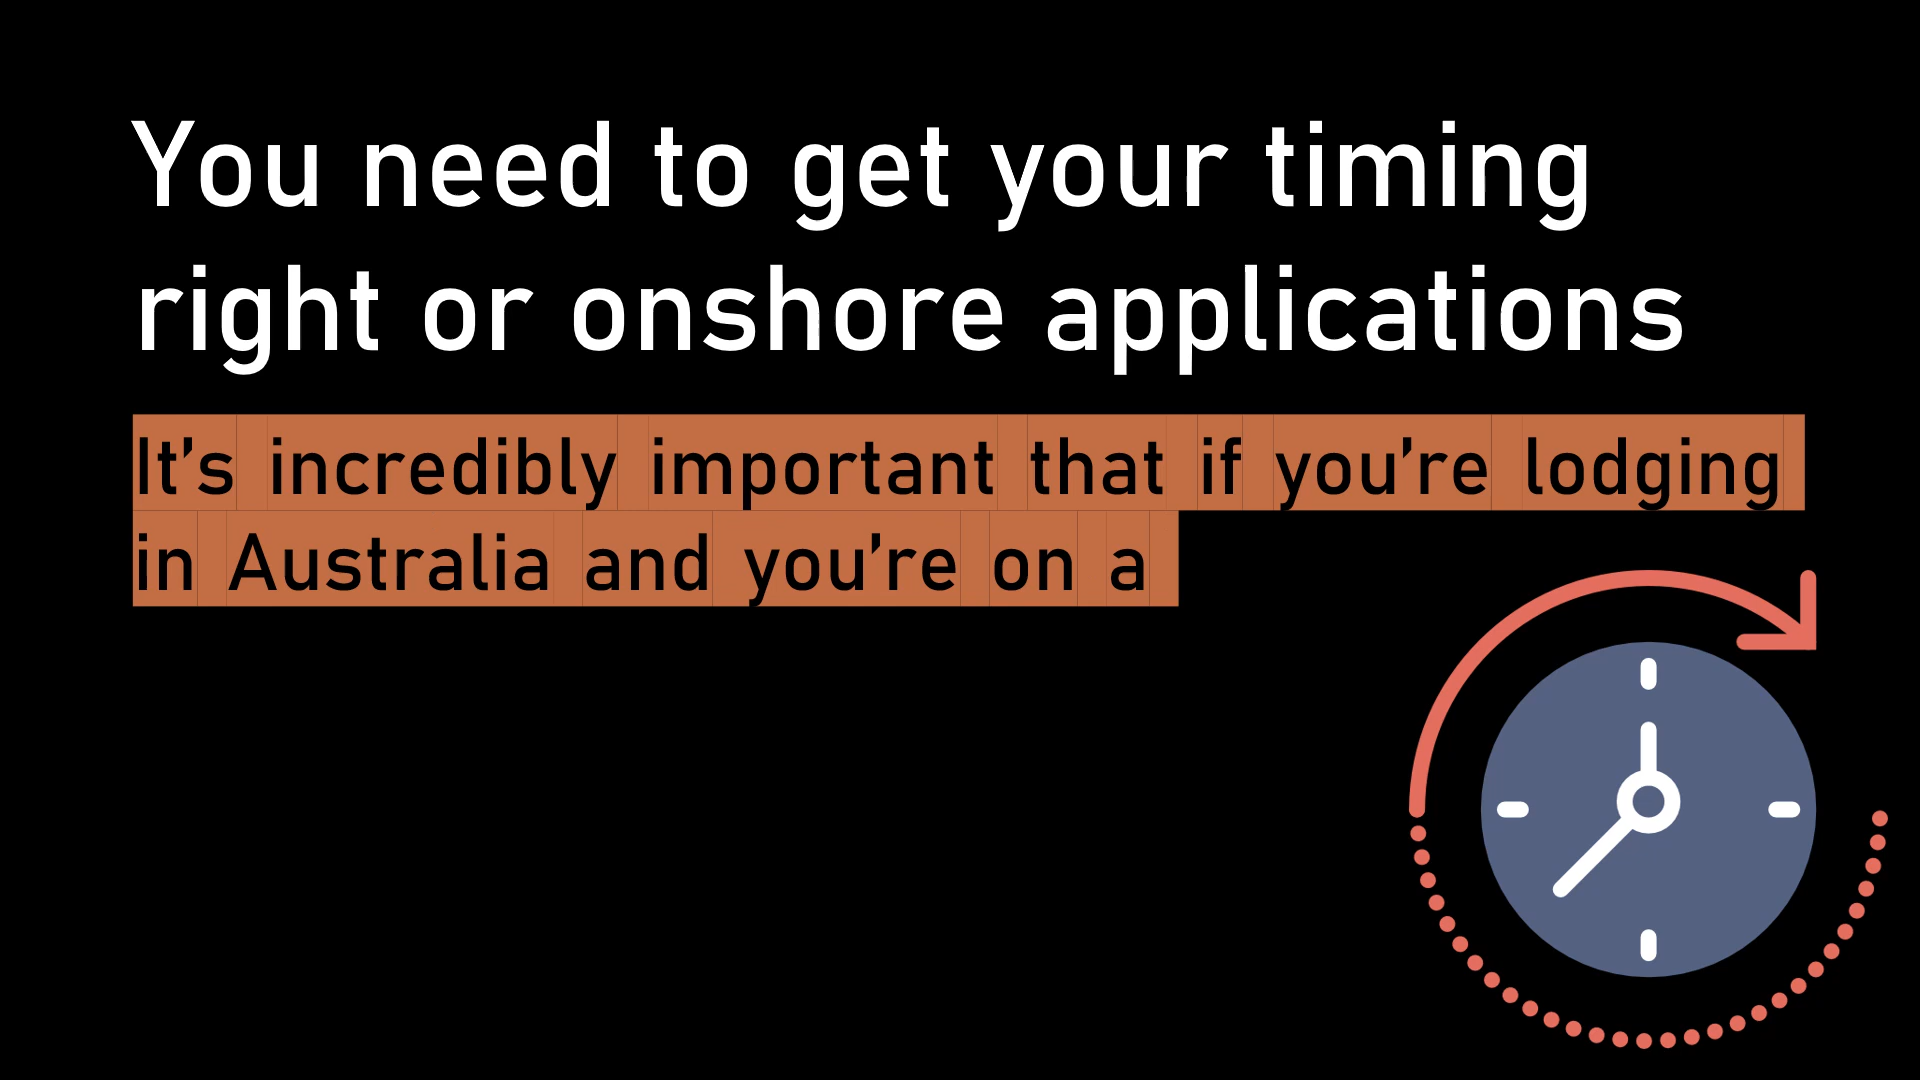 You need to get your timing
right or onshore applications
It’s incredibly important that if you’re lodging
in Australia and you’re on a